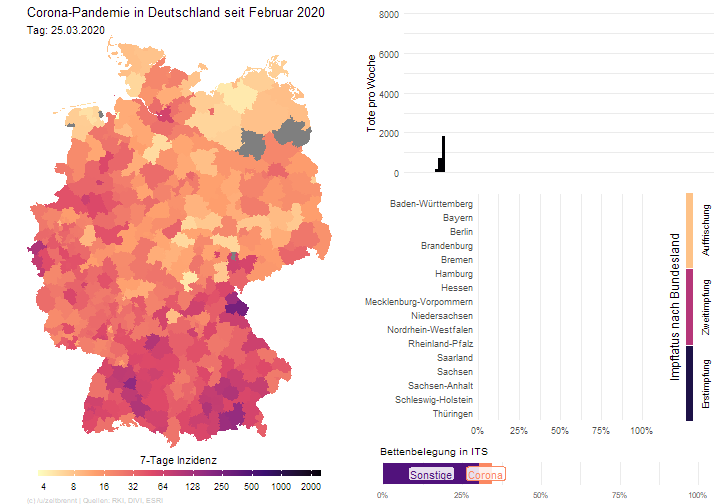 Corona-Pandemie in Deutschland seit Februar 2020
Tag: 25.03.2020
7-Tage Inzidenz
4 8 16 32 64 128 250 500 1000 2000
(c) /u/zeitoriennt | Quellen: RKI, DIVI, ESRI
Tote pro Woche
8000
6000
4000
2000
0
Baden-Württemberg
Bayern
Berlin
Brandenburg
Bremen
Hamburg
Hessen
Mecklenburg-Vorpommern
Niedersachsen
Nordrhein-Westfalen
Rheinland-Pfalz
Saarland
Sachsen
Sachsen-Anhalt
Schleswig-Holstein
Thüringen
0% 25% 50% 75% 100%
Impfstatus nach Bundesland
Auffrischung
Zweitimpfung
Erstimpfung
Bettenbelegung in ITS
Sonstige Corona
0% 25% 50% 75% 100%